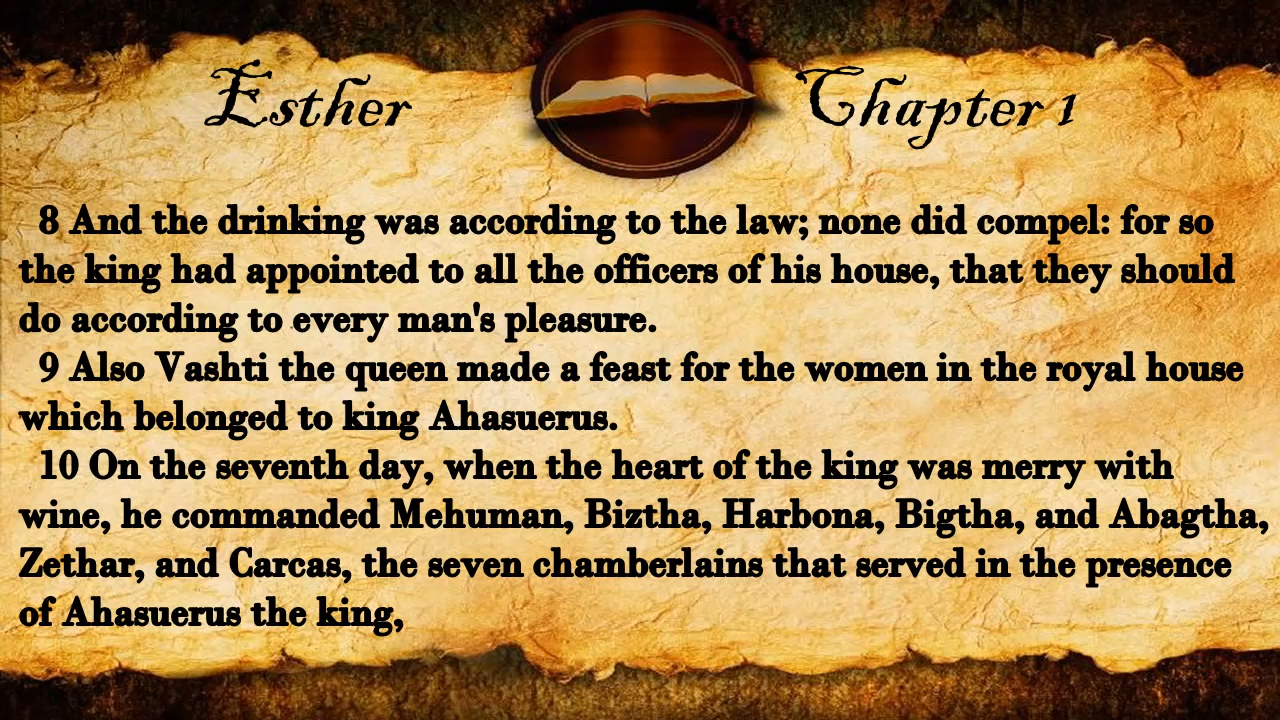 Esther Chapter 1
8 And the drinking was according to the law; none did compel: for so
the king had appointed to all the officers of his house, that they should
do according to every man's pleasure.
9 Also Vashti the queen made a feast for the women in the royal house
which belonged to king Ahasuerus.
10 On the seventh day, when the heart of the king was merry with
wine, he commanded Mehuman, Biztha, Harbona, Bigtha, and Abagtha,
Zethar, and Carcas, the seven chamberlains that served in the presence
of Ahasuerus the king,